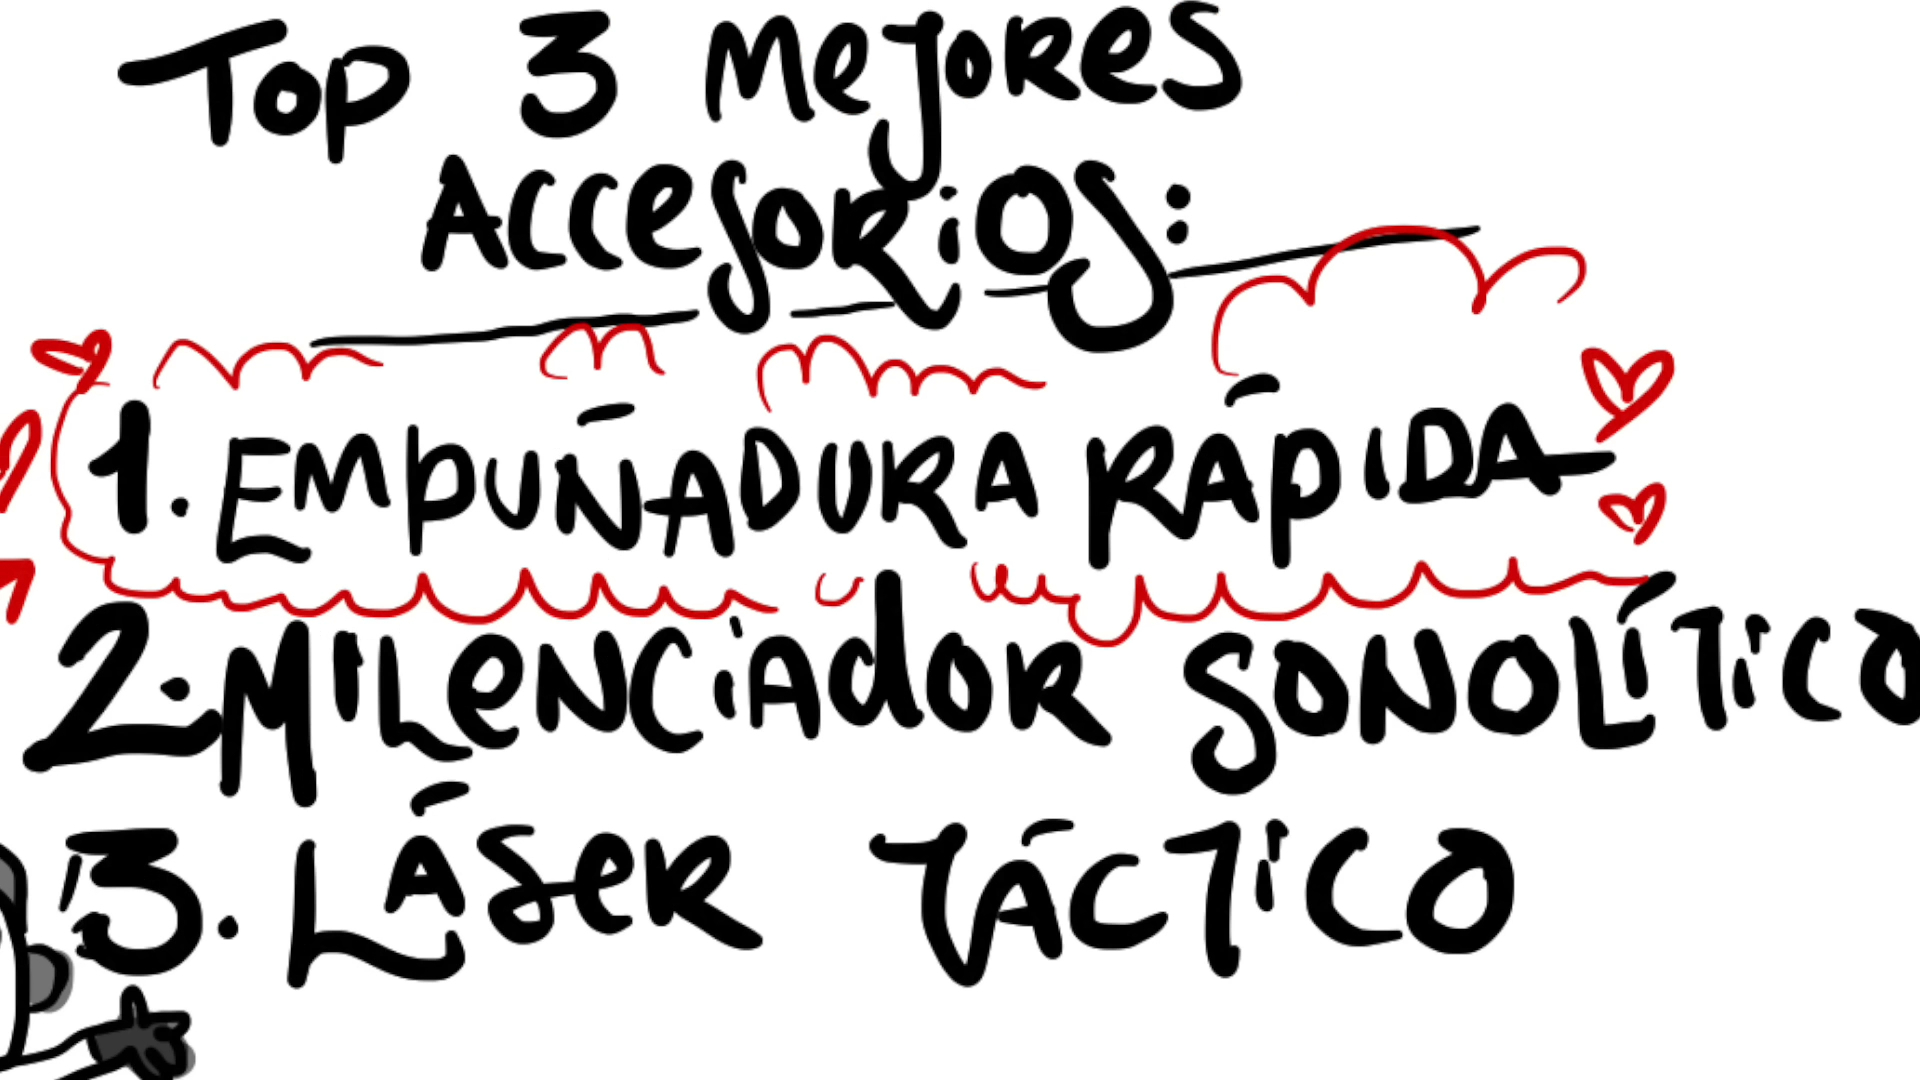 Top 3 Mejores
Accesorios:
1. EMPUÑADURA RÁPIDA
2. MILENCIADOR SONOLÍTICO
3. LÁSER TÁCTICO